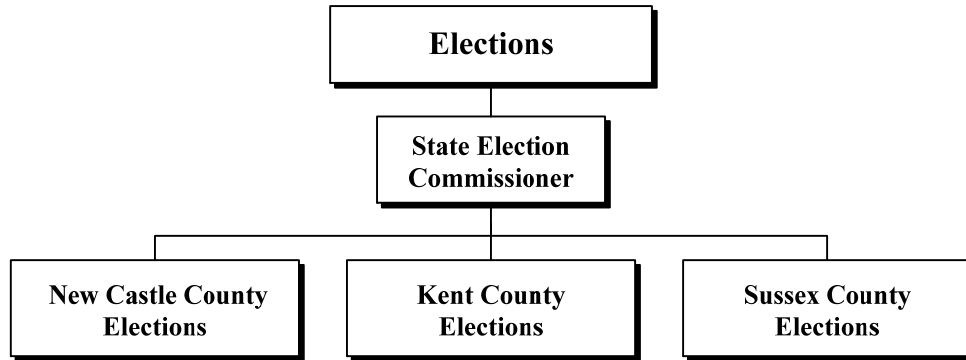 Elections
State Election
Commissioner
New Castle County
Elections
Kent County
Elections
Sussex County
Elections